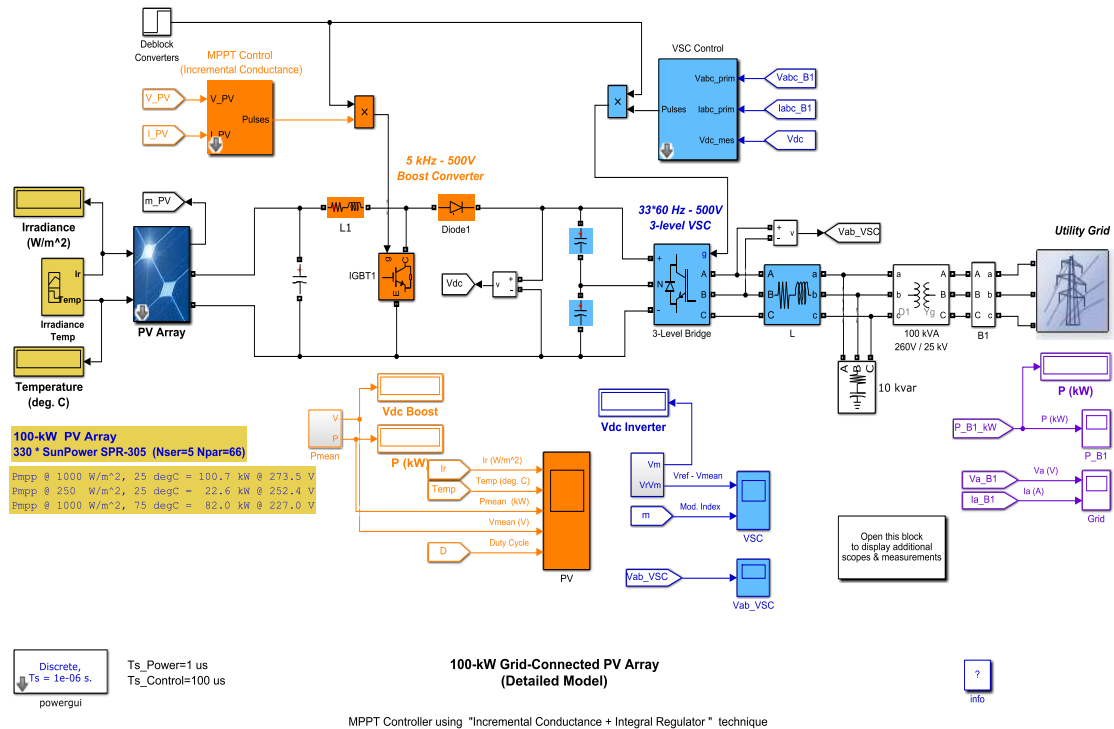 Deblock
Converters
MPPT Control
(Incremental Conductance)
V_PV
I_PV
V_PV
I_PV
Pulses
x
VSC Control
Vabc_prim
Iabc_prim
Vdc_mes
Pulses
x
Vabc_B1
Iabc_B1
Vdc
5 kHz - 500V
Boost Converter
Irradiance
(W/m^2)
m_PV
Ir
Temp
Irradiance
Temp
PV Array
Temperature
(deg. C)
+
L1
IGBT1
g
C
E
Diode1
Vdc
v
+
-
+
+
33*60 Hz - 500V
3-level VSC
g
+
N
-
A
B
C
3-Level Bridge
+
-
v
Vab_VSC
A
B
C
a
b
c
L
A
B
C
10 kvar
a
b
c
D1
Yg
A
B
C
100 kVA
260V / 25 kV
A
B
C
a
b
c
B1
Utility Grid
100-kW  PV Array
330 * SunPower SPR-305  (Nser=5 Npar=66)
Pmpp @ 1000 W/m^2, 25 degC = 100.7 kW @ 273.5 V
Pmpp @ 250  W/m^2, 25 degC =  22.6 kW @ 252.4 V
Pmpp @ 1000 W/m^2, 75 degC =  82.0 kW @ 227.0 V
V
P
Pmean
Vdc Boost
P (kW)
Ir
Temp
D
Ir (W/m^2)
Temp (deg. C)
Pmean  (kW)
Vmean (V)
Duty Cycle
PV
Vdc Inverter
Vm
VrVm
Vref - Vmean
m
Mod. Index
VSC
Vab_VSC
Vab_VSC
P (kW)
P_B1_kW
P (kW)
P_B1
Va_B1
Ia_B1
Va (V)
Ia (A)
Grid
Open this block
to display additional
scopes & measurements
Discrete,
Ts = 1e-06 s.
powergui
Ts_Power=1 us
Ts_Control=100 us
100-kW Grid-Connected PV Array
(Detailed Model)
?
info
MPPT Controller using  "Incremental Conductance + Integral Regulator "  technique